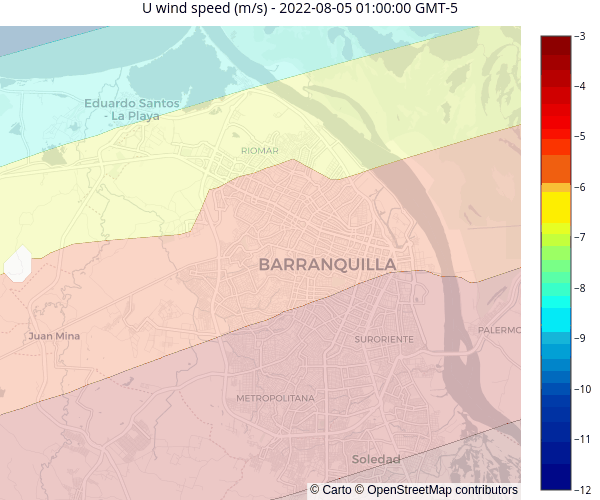 U wind speed (m/s) - 2022-08-05 01:00:00 GMT-5
−3
−4
−5
−6
−7
−8
−9
−10
−11
−12
Eduardo Santos
- La Playa
RIOMAR
BARRANQUILLA
Juan Mina
SURORIENTE
PALERMO
METROPOLITANA
Soledad
© Carto © OpenStreetMap contributors